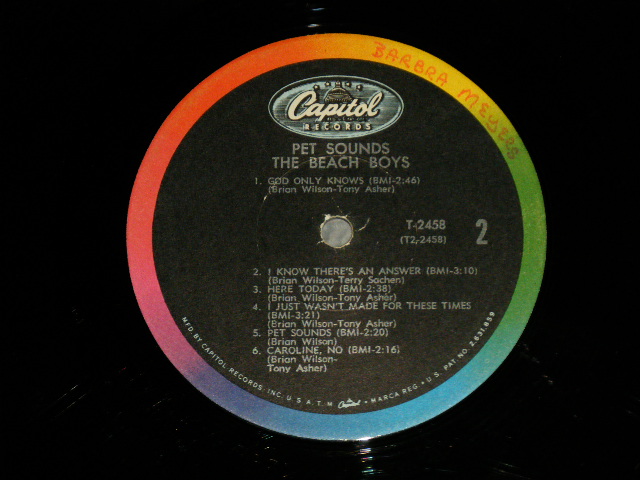 BARBRA MEYERS
Capitol
RECORDS
PET SOUNDS
THE BEACH BOYS
1. GOD ONLY KNOWS (BMI-2:46)
(Brian Wilson-Tony Asher)
T-2458
(T2-2458)
2
2. I KNOW THERE'S AN ANSWER (BMI-3:10)
(Brian Wilson-Terry Sachen)
3. HERE TODAY (BMI-2:38)
(Brian Wilson-Tony Asher)
4. I JUST WASN'T MADE FOR THESE TIMES
(BMI-3:21)
(Brian Wilson-Tony Asher)
5. PET SOUNDS (BMI-2:20)
(Brian Wilson)
6. CAROLINE, NO (BMI-2:16)
(Brian Wilson-
Tony Asher)
MFD. BY CAPITOL RECORDS, INC. U.S.A. T.M. Capitol • MARCA REG. • U.S. PAT. NO. 2,631,859